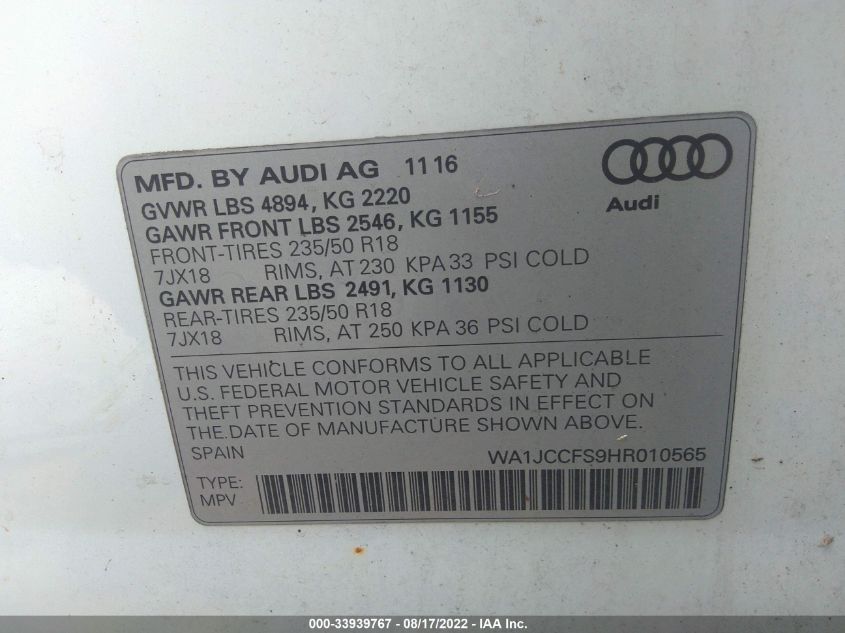 MFD. BY AUDI AG 11 16
Audi
GVWR LBS 4894, KG 2220
GAWR FRONT LBS 2546, KG 1155
FRONT-TIRES 235/50 R18
7JX18 RIMS, AT 230 KPA 33 PSI COLD
GAWR REAR LBS 2491, KG 1130
REAR-TIRES 235/50 R18
7JX18 RIMS, AT 250 KPA 36 PSI COLD
THIS VEHICLE CONFORMS TO ALL APPLICABLE
U.S. FEDERAL MOTOR VEHICLE SAFETY AND
THEFT PREVENTION STANDARDS IN EFFECT ON
THE DATE OF MANUFACTURE SHOWN ABOVE.
SPAIN WA1JCCFS9HR010565
TYPE:
MPV
000-33939767 - 08/17/2022 - IAA Inc.